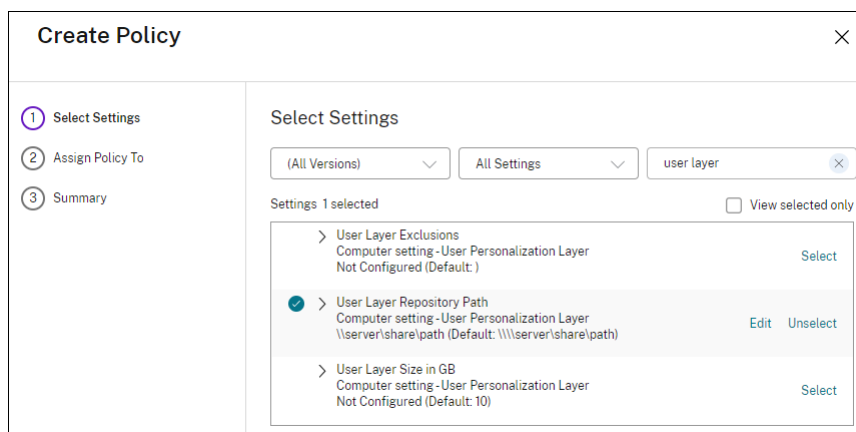 Create Policy
1 Select Settings
2 Assign Policy To
3 Summary
Select Settings
(All Versions) All Settings user layer
Settings 1 selected View selected only
User Layer Exclusions
Computer setting - User Personalization Layer
Not Configured (Default: )
Select
User Layer Repository Path
Computer setting - User Personalization Layer
\\server\share\path (Default: \\\\server\share\path)
Edit Unselect
User Layer Size in GB
Computer setting - User Personalization Layer
Not Configured (Default: 10)
Select